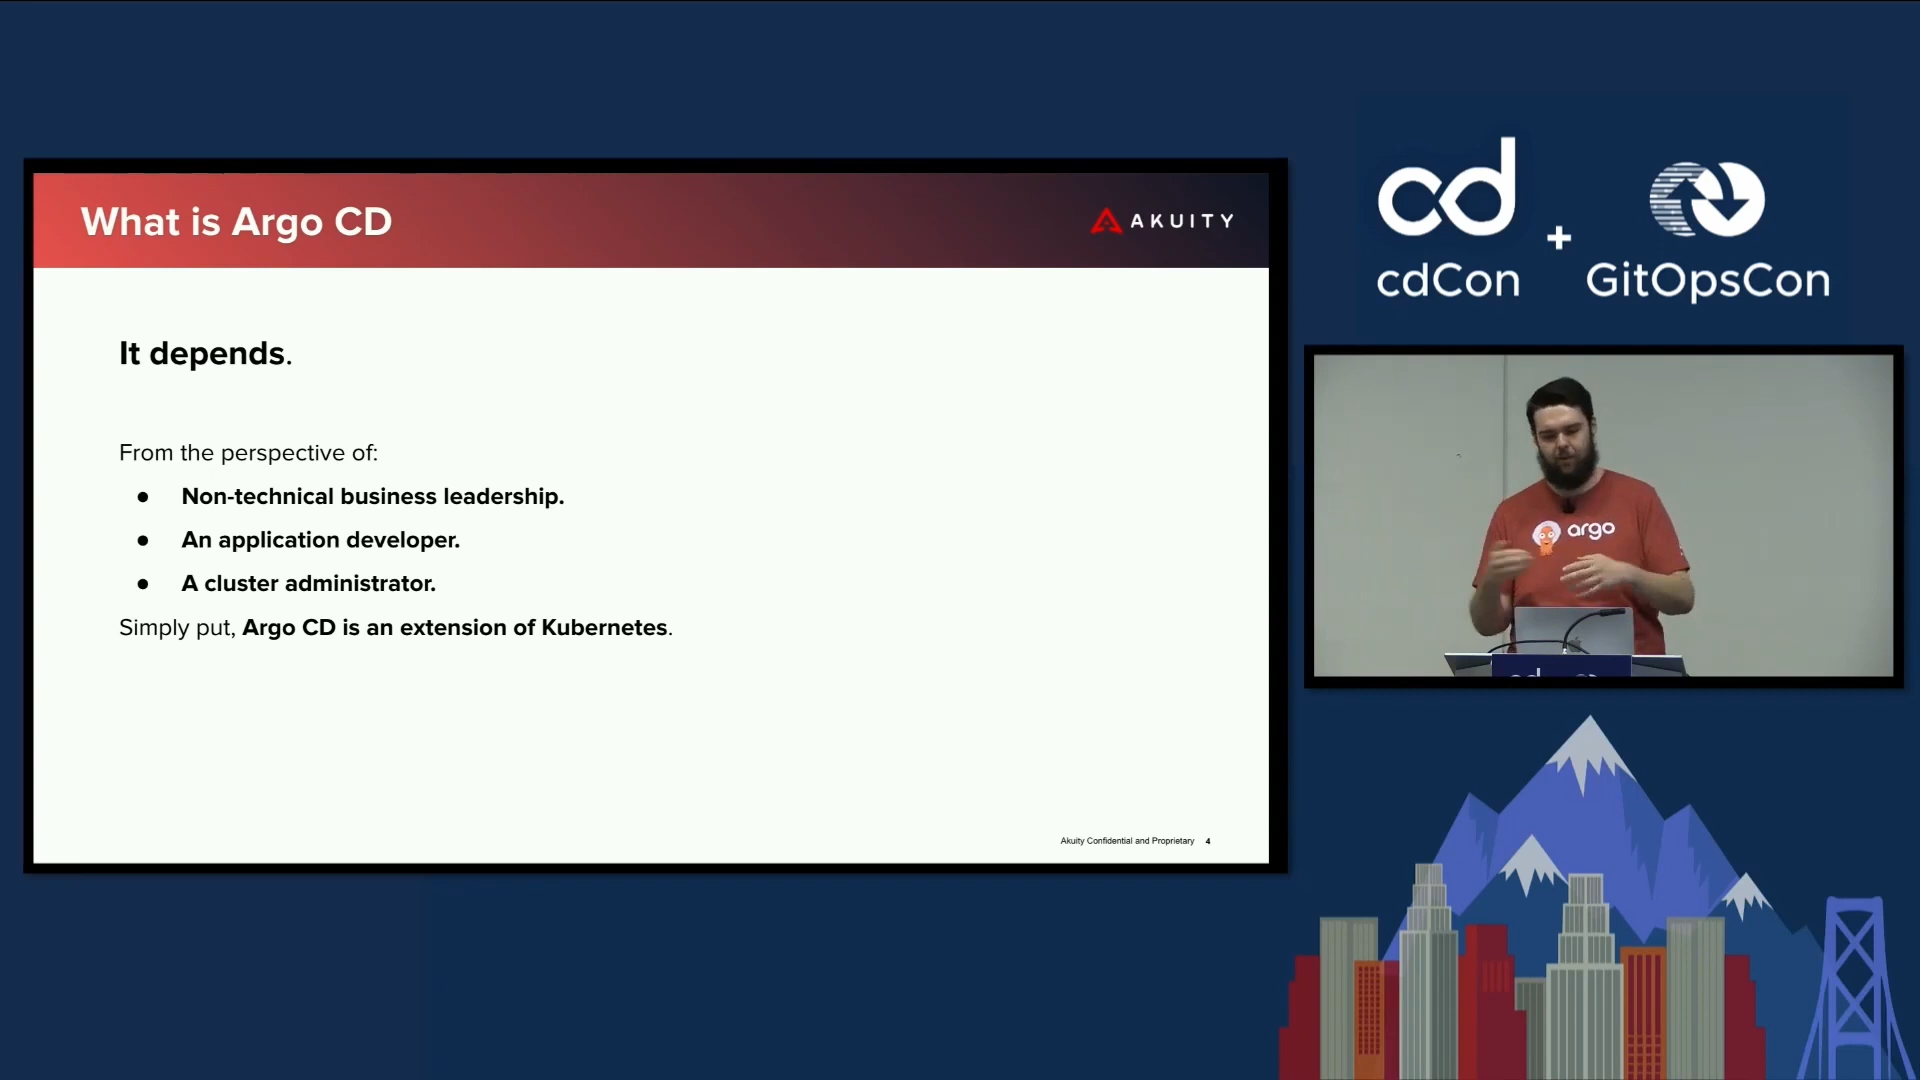 What is Argo CD
AKUITY
It depends.
From the perspective of:
● Non-technical business leadership.
● An application developer.
● A cluster administrator.
Simply put, Argo CD is an extension of Kubernetes.
Akuity Confidential and Proprietary 4
cd
+
cdCon
GitOpsCon
argo
cd